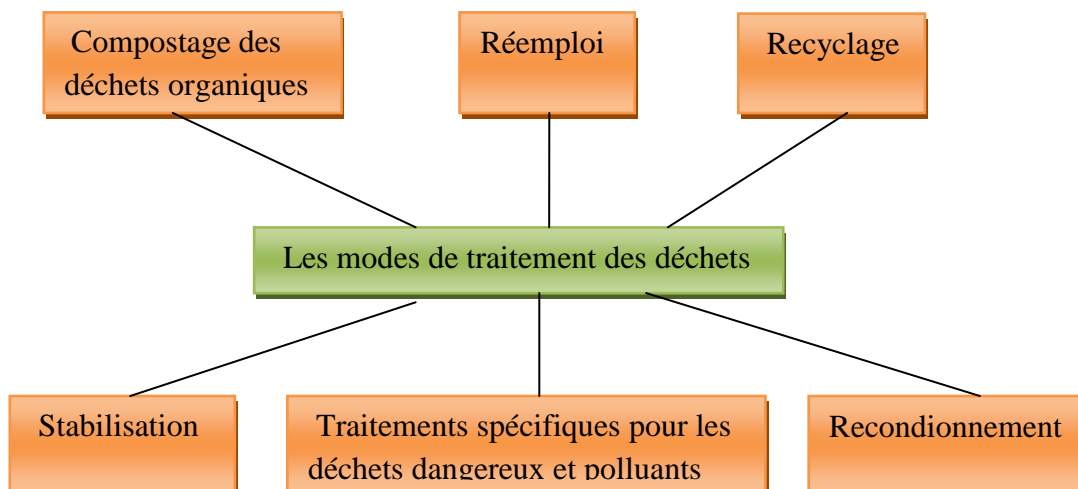 Compostage des
déchets organiques
Réemploi
Recyclage
Les modes de traitement des déchets
Stabilisation
Traitements spécifiques pour les
déchets dangereux et polluants
Recondionnement